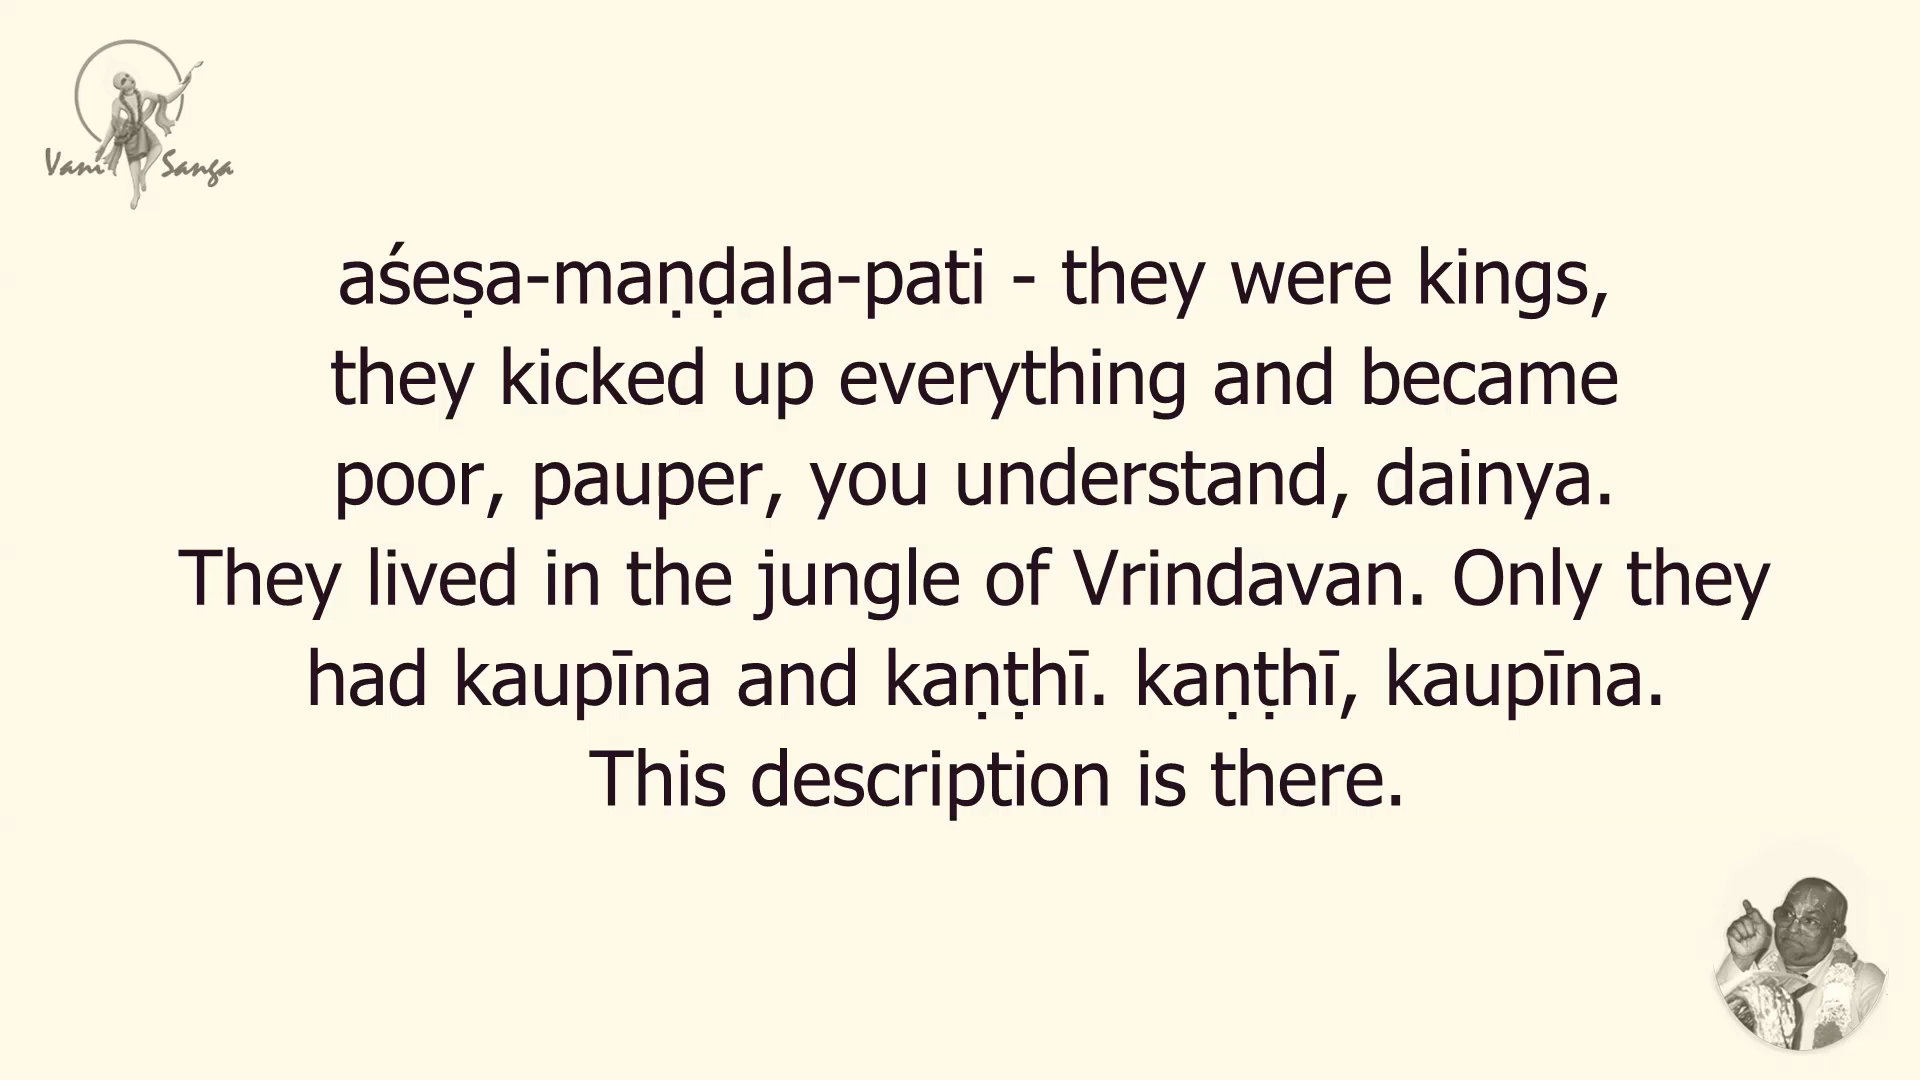 Vani Sanga
aśeṣa-maṇḍala-pati - they were kings,
they kicked up everything and became
poor, pauper, you understand, dainya.
They lived in the jungle of Vrindavan. Only they
had kaupīna and kaṇṭhī. kaṇṭhī, kaupīna.
This description is there.